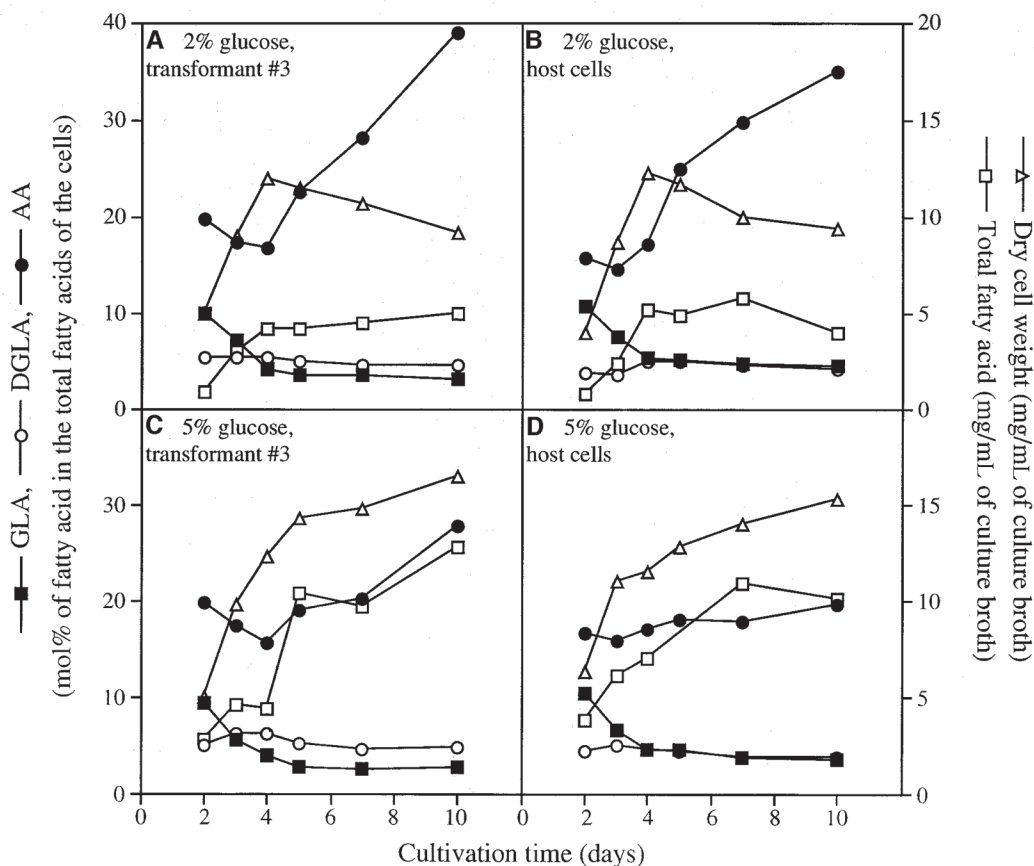 GLA, DGLA, AA
(mol% of fatty acid in the total fatty acids of the cells)
40
30
20
10
0
30
20
10
0
A 2% glucose,
transformant #3
B 2% glucose,
host cells
C 5% glucose,
transformant #3
D 5% glucose,
host cells
20
15
10
5
0
15
10
5
0
Dry cell weight (mg/mL of culture broth)
Total fatty acid (mg/mL of culture broth)
0 2 4 6 8 10 0 2 4 6 8 10
Cultivation time (days)